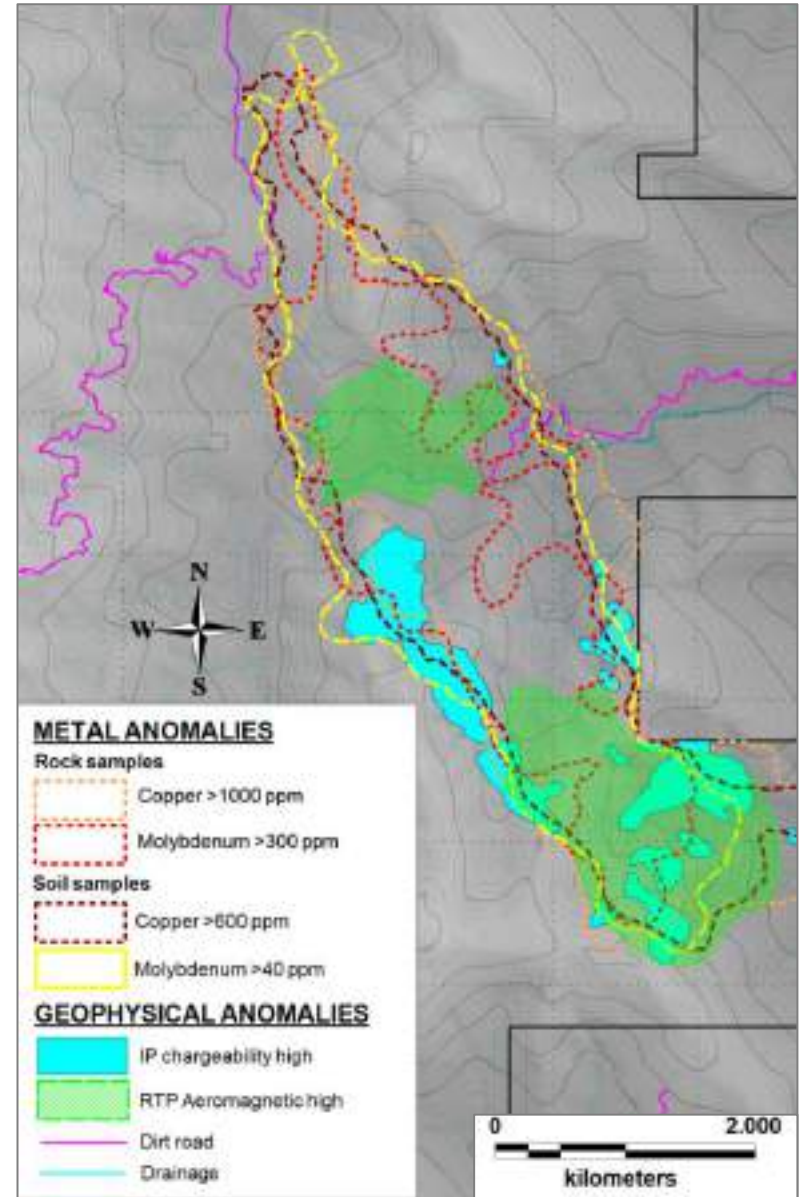 N
W E
S
METAL ANOMALIES
Rock samples
Copper >1000 ppm
Molybdenum >300 ppm
Soil samples
Copper >600 ppm
Molybdenum >40 ppm
GEOPHYSICAL ANOMALIES
IP chargeability high
RTP Aeromagnetic high
Dirt road
Drainage
0 2.000
kilometers